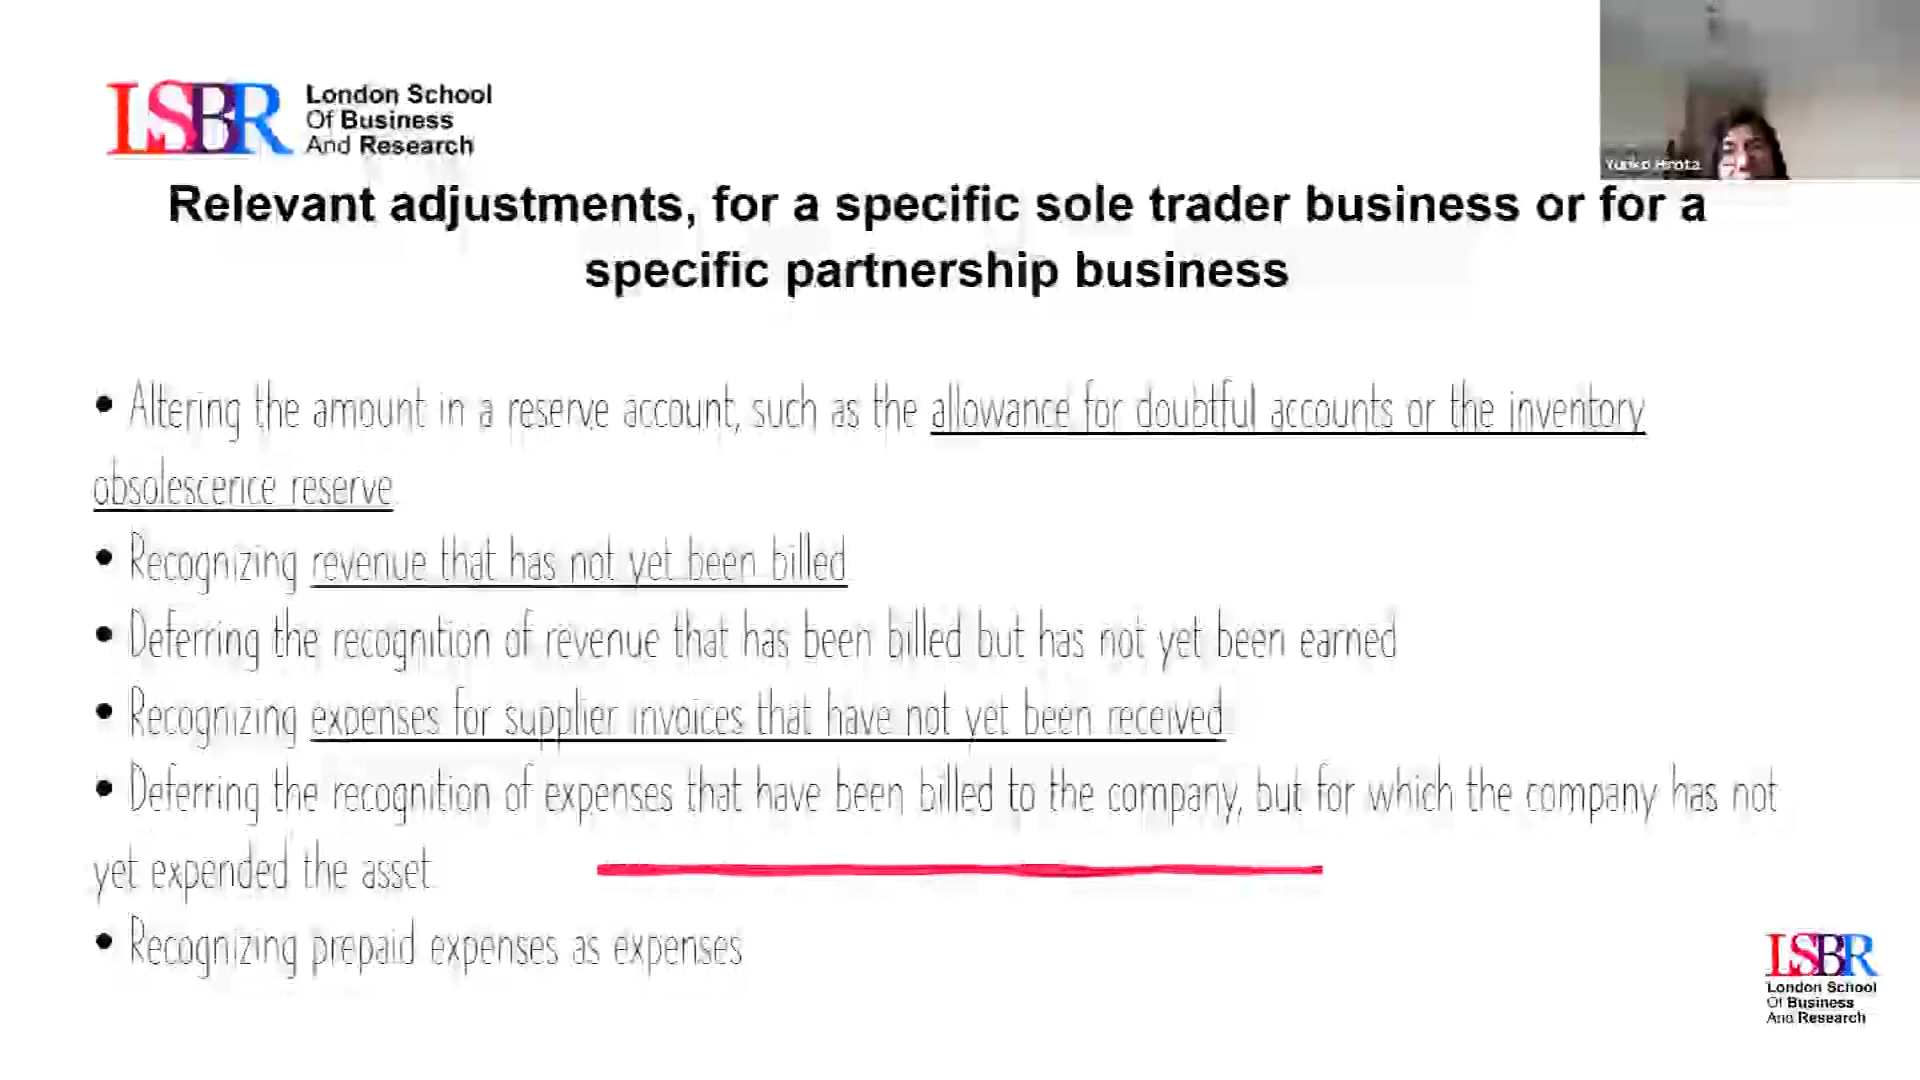 LSBR
London School
Of Business
And Research
Yuriko Hirota
Relevant adjustments, for a specific sole trader business or for a
specific partnership business
• Altering the amount in a reserve account, such as the allowance for doubtful accounts or the inventory
obsolescence reserve
• Recognizing revenue that has not yet been billed
• Deferring the recognition of revenue that has been billed but has not yet been earned
• Recognizing expenses for supplier invoices that have not yet been received
• Deferring the recognition of expenses that have been billed to the company, but for which the company has not
yet expended the asset.
• Recognizing prepaid expenses as expenses
LSBR
London School
Of Business
And Research